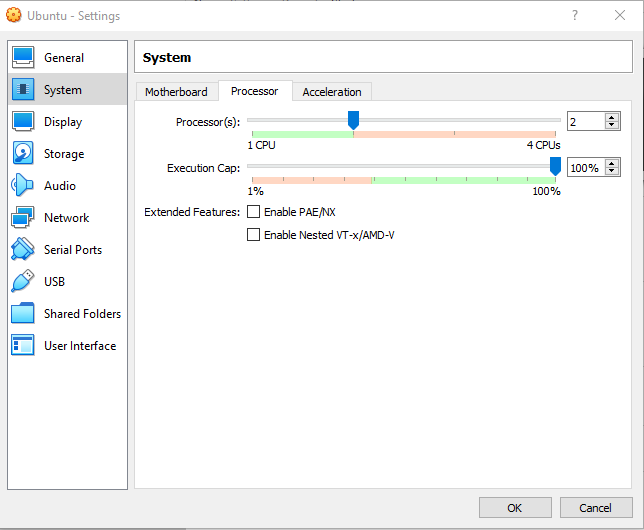 Ubuntu - Settings
General
System
Display
Storage
Audio
Network
Serial Ports
USB
Shared Folders
User Interface
System
Motherboard Processor Acceleration
Processor(s): 2
1 CPU 4 CPUs
Execution Cap: 100%
1% 100%
Extended Features: Enable PAE/NX
Enable Nested VT-x/AMD-V
OK Cancel